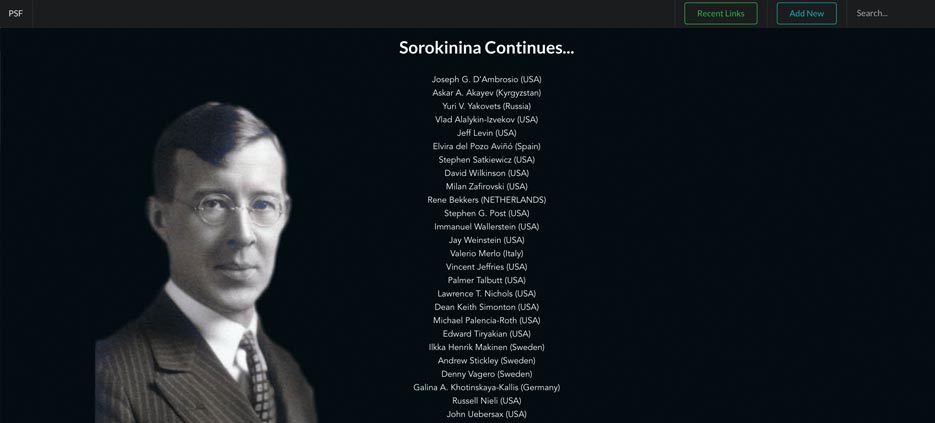 PSF
Recent Links
Add New
Search...
Sorokinina Continues...
Joseph G. D'Ambrosio (USA)
Askar A. Akayev (Kyrgyzstan)
Yuri V. Yakovets (Russia)
Vlad Alalykin-Izvekov (USA)
Jeff Levin (USA)
Elvira del Pozo Aviñó (Spain)
Stephen Satkiewicz (USA)
David Wilkinson (USA)
Milan Zafirovski (USA)
Rene Bekkers (NETHERLANDS)
Stephen G. Post (USA)
Immanuel Wallerstein (USA)
Jay Weinstein (USA)
Valerio Merlo (Italy)
Vincent Jeffries (USA)
Palmer Talbutt (USA)
Lawrence T. Nichols (USA)
Dean Keith Simonton (USA)
Michael Palencia-Roth (USA)
Edward Tiryakian (USA)
Ilkka Henrik Makinen (Sweden)
Andrew Stickley (Sweden)
Denny Vagero (Sweden)
Galina A. Khotinskaya-Kallis (Germany)
Russell Nieli (USA)
John Uebersax (USA)